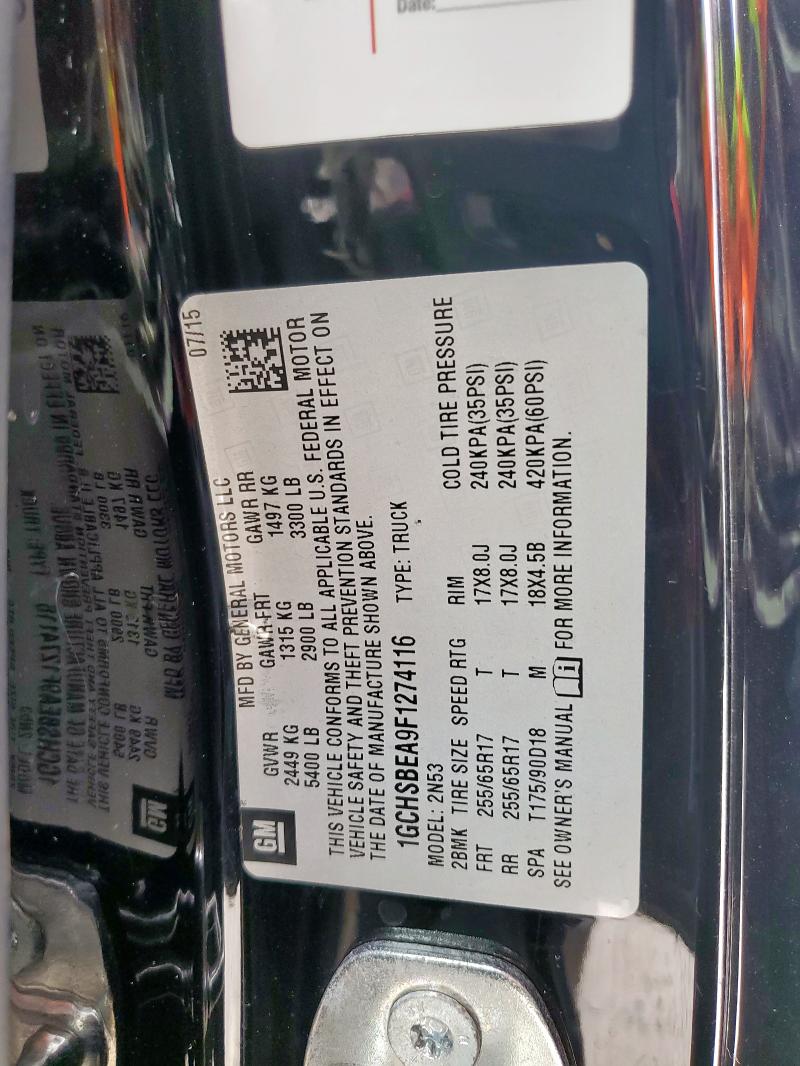 Date:
07/15
GM
MFD BY GENERAL MOTORS LLC
GVWR GAWR FRT GAWR RR
2449 KG 1315 KG 1497 KG
5400 LB 2900 LB 3300 LB
THIS VEHICLE CONFORMS TO ALL APPLICABLE U.S. FEDERAL MOTOR
VEHICLE SAFETY AND THEFT PREVENTION STANDARDS IN EFFECT ON
THE DATE OF MANUFACTURE SHOWN ABOVE.
1GCHSBEA9F1274116 TYPE: TRUCK
MODEL: 2N53
2BMK TIRE SIZE SPEED RTG RIM COLD TIRE PRESSURE
FRT 255/65R17 T 17X8.0J 240KPA(35PSI)
RR 255/65R17 T 17X8.0J 240KPA(35PSI)
SPA T175/90D18 M 18X4.5B 420KPA(60PSI)
SEE OWNER'S MANUAL FOR MORE INFORMATION.